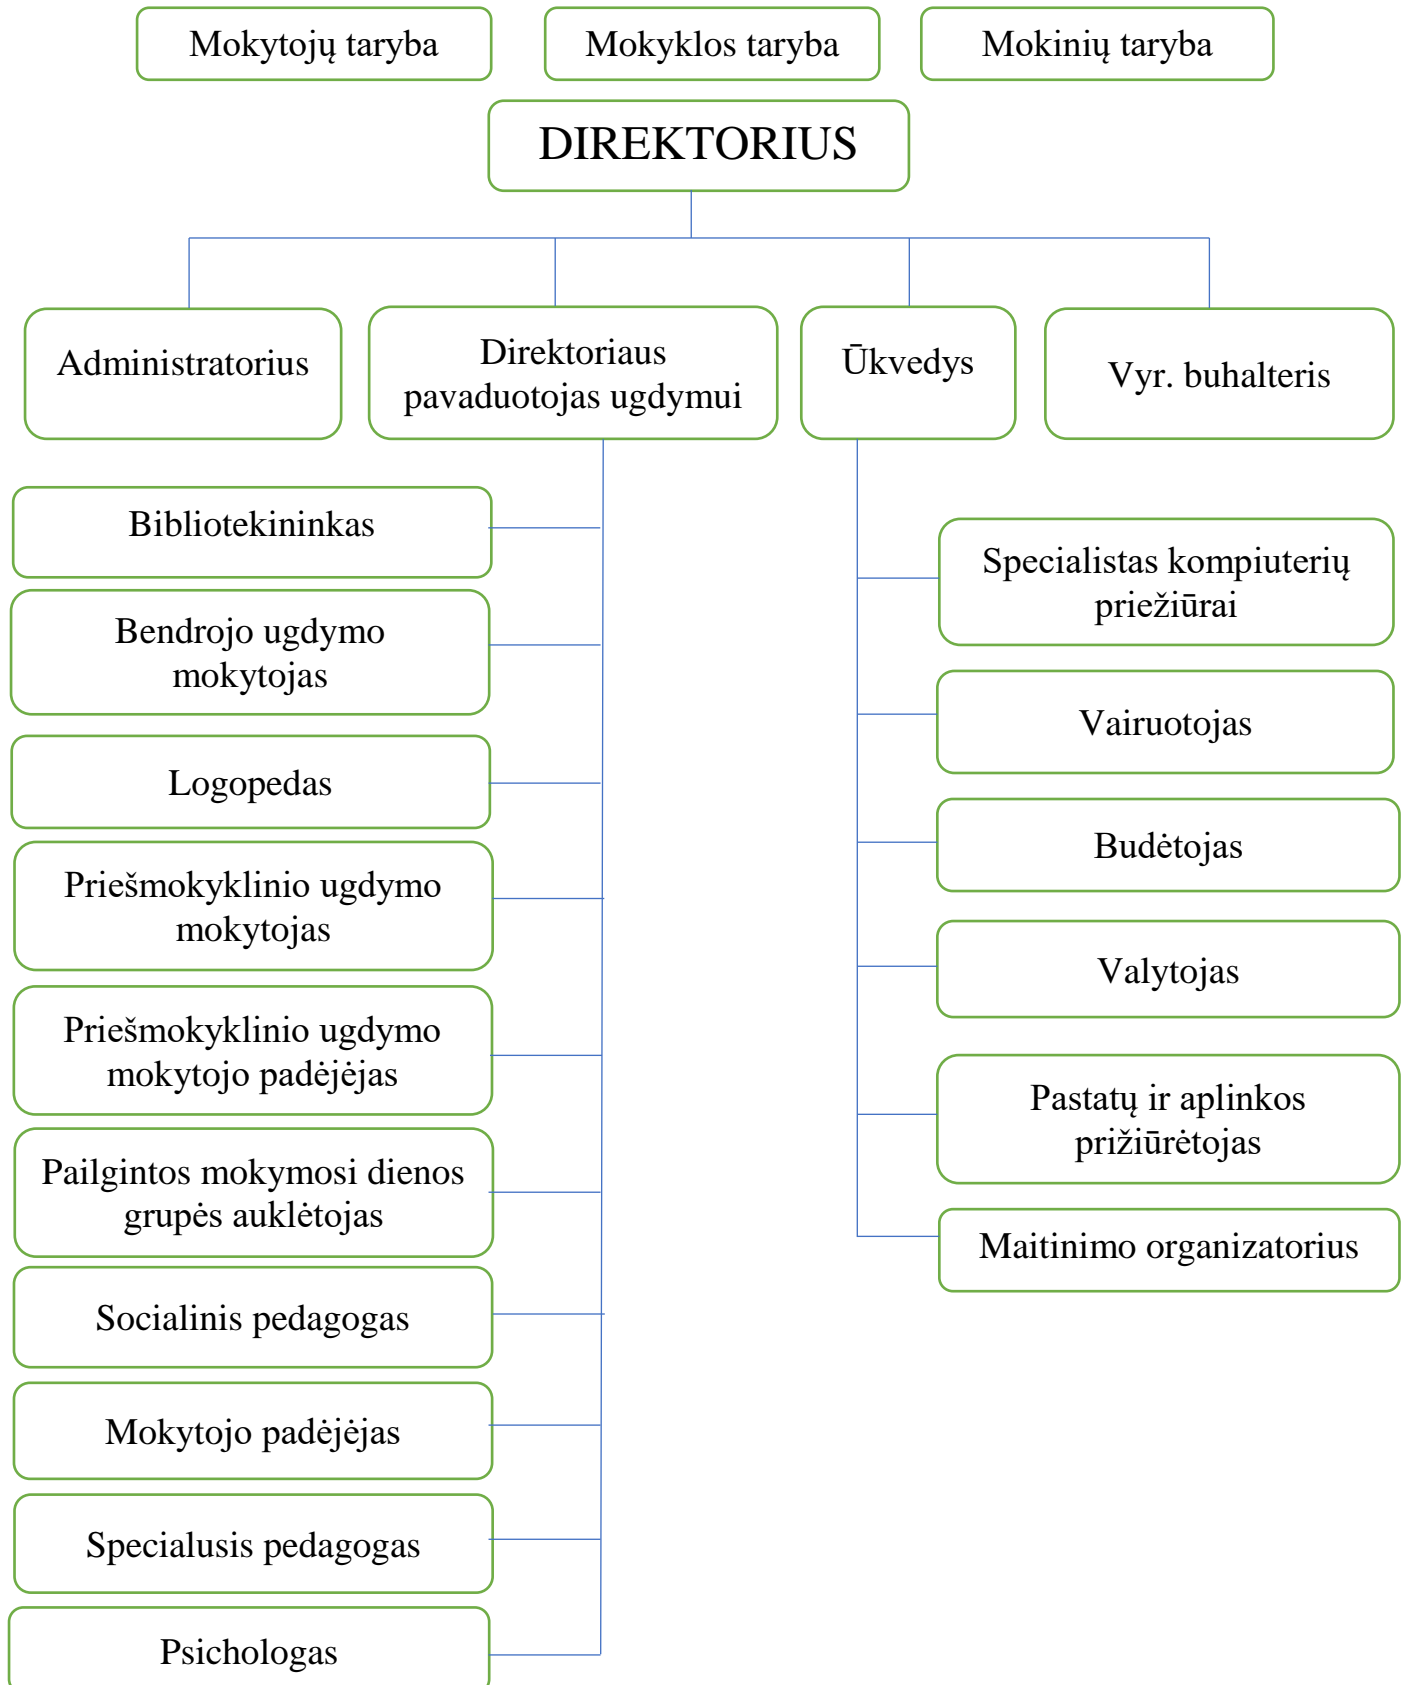 Mokytojų taryba
Mokyklos taryba
Mokinių taryba
DIREKTORIUS
Administratorius
Direktoriaus
pavaduotojas ugdymui
Ūkvedys
Vyr. buhalteris
Bibliotekininkas
Bendrojo ugdymo
mokytojas
Logopedas
Priešmokyklinio ugdymo
mokytojas
Priešmokyklinio ugdymo
mokytojo padėjėjas
Pailgintos mokymosi dienos
grupės auklėtojas
Socialinis pedagogas
Mokytojo padėjėjas
Specialusis pedagogas
Psichologas
Specialistas kompiuterių
priežiūrai
Vairuotojas
Budėtojas
Valytojas
Pastatų ir aplinkos
prižiūrėtojas
Maitinimo organizatorius